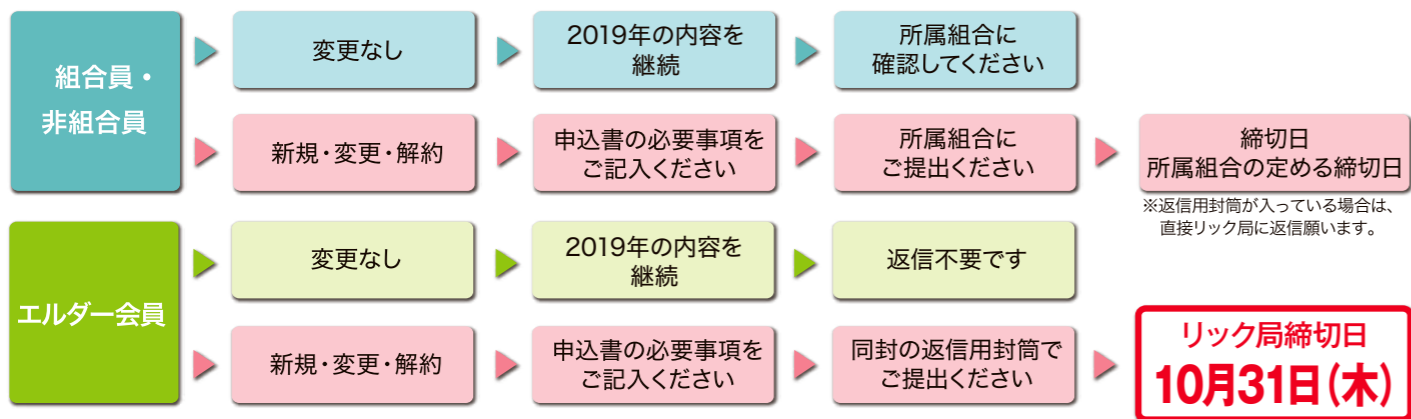 組合員・
非組合員
変更なし
2019年の内容を
継続
所属組合に
確認してください
新規・変更・解約
申込書の必要事項を
ご記入ください
所属組合に
ご提出ください
締切日
所属組合の定める締切日
※返信用封筒が入っている場合は、
直接リック局に返信願います。
エルダー会員
変更なし
2019年の内容を
継続
返信不要です
新規・変更・解約
申込書の必要事項を
ご記入ください
同封の返信用封筒で
ご提出ください
リック局締切日
10月31日(木)